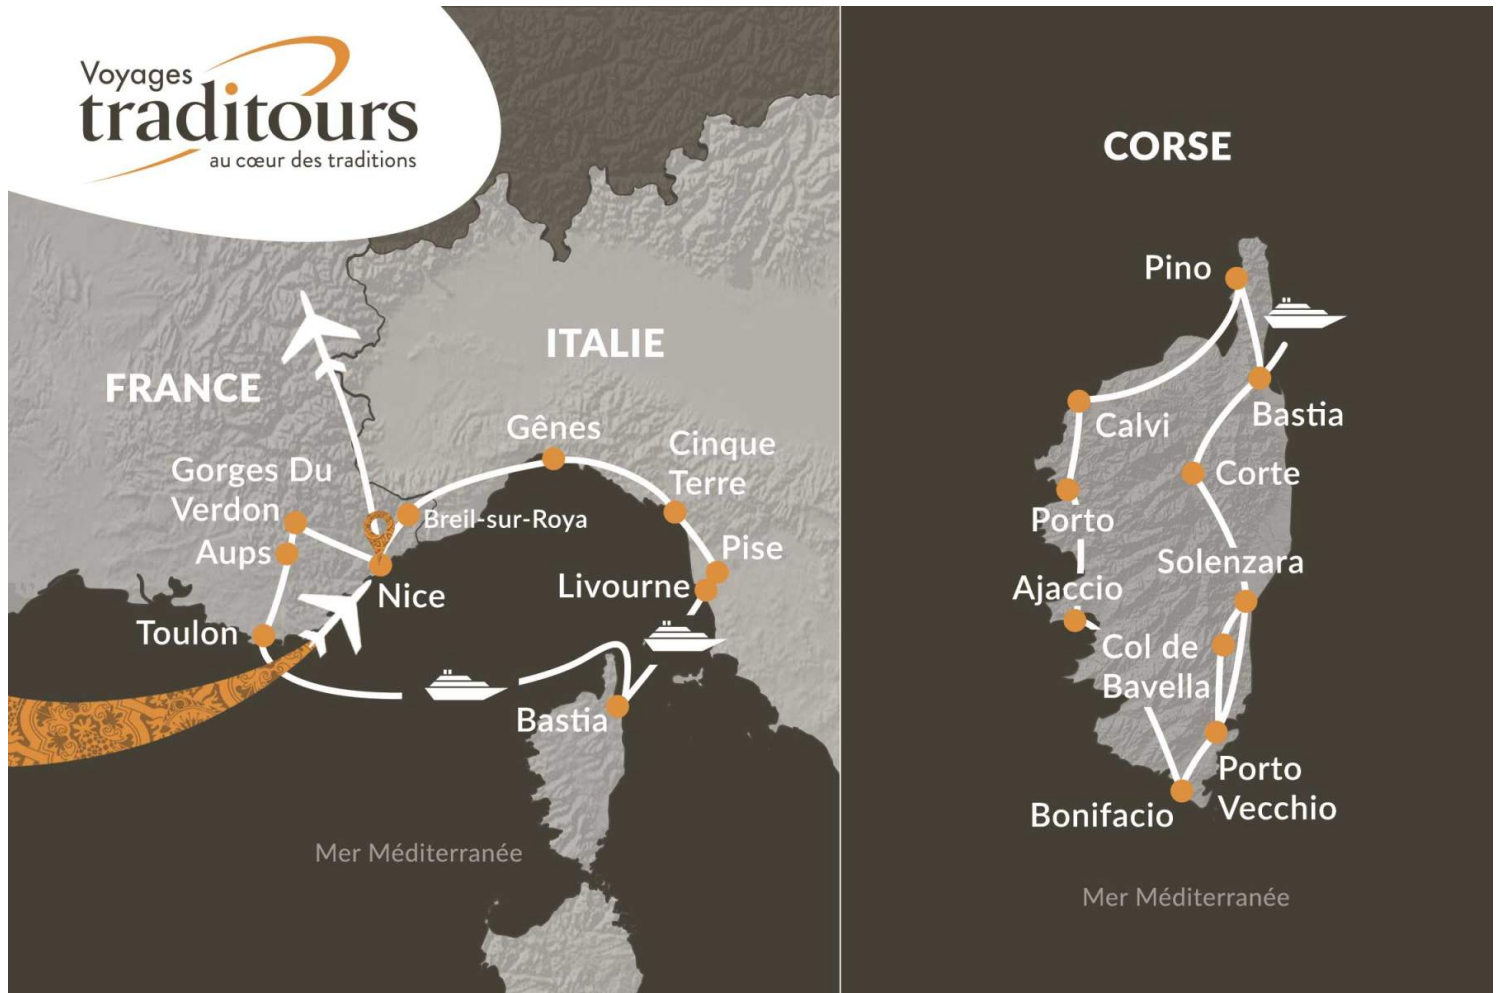 Voyages
traditours
au cœur des traditions
FRANCE
ITALIE
Gênes
Cinque
Terre
Gorges Du
Verdon
Breil-sur-Roya
Aups
Pise
Nice
Livourne
Toulon
Bastia
Mer Méditerranée
CORSE
Pino
Bastia
Calvi
Corte
Porto
Solenzara
Ajaccio
Col de
Bavella
Porto
Vecchio
Bonifacio
Mer Méditerranée